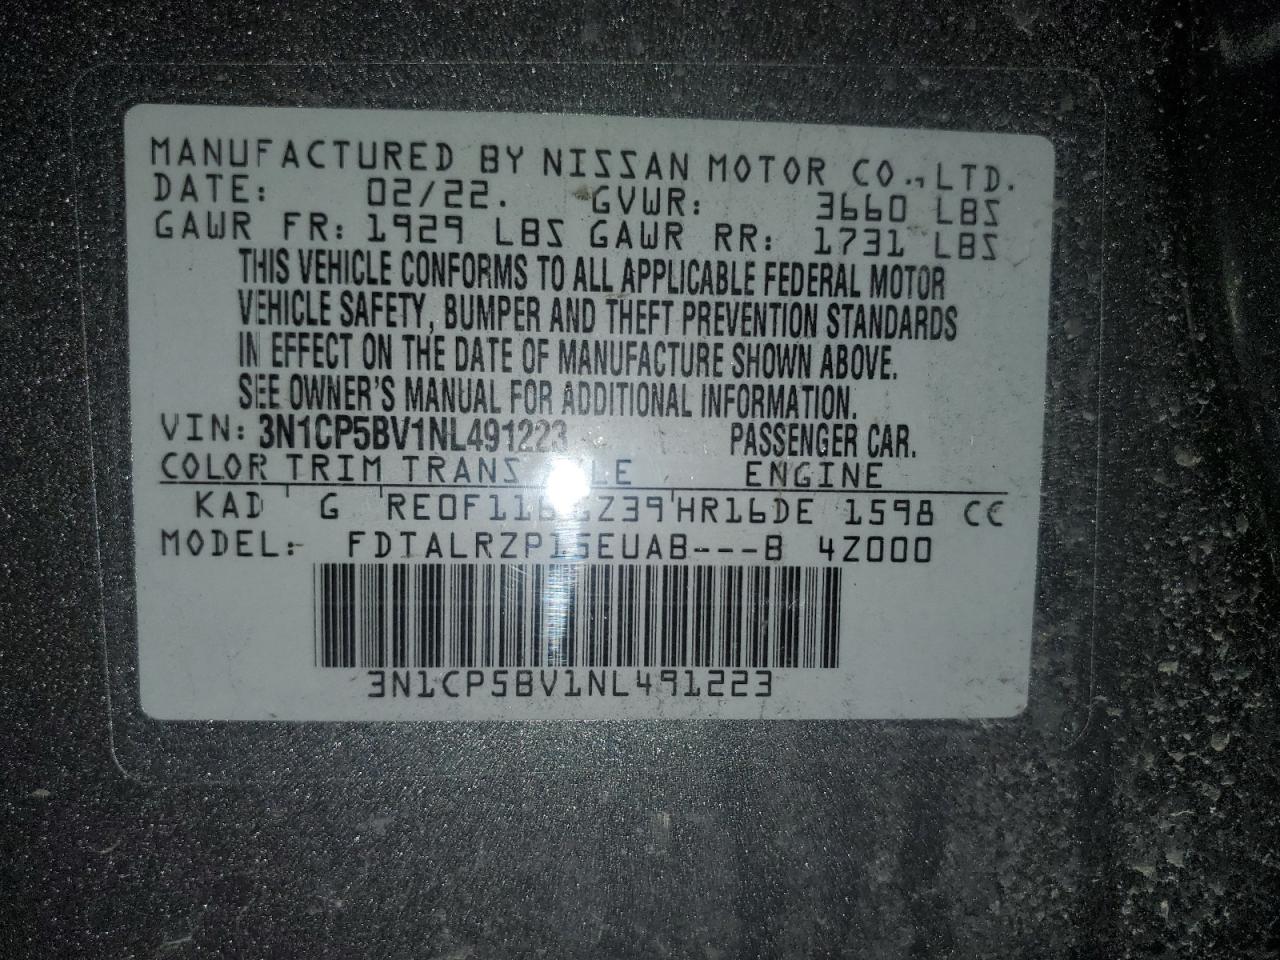 MANUFACTURED BY NISSAN MOTOR CO., LTD.
DATE: 02/22. GVWR: 3660 LBS
GAWR FR: 1929 LBS GAWR RR: 1731 LBS
THIS VEHICLE CONFORMS TO ALL APPLICABLE FEDERAL MOTOR
VEHICLE SAFETY, BUMPER AND THEFT PREVENTION STANDARDS
IN EFFECT ON THE DATE OF MANUFACTURE SHOWN ABOVE.
SEE OWNER'S MANUAL FOR ADDITIONAL INFORMATION.
VIN: 3N1CP5BV1NL491223 PASSENGER CAR.
COLOR TRIM TRANS ENGINE
KAD G HR16DE 1598 CC
MODEL: FDTALRZP15EUAB---B 4Z000
3N1CP5BV1NL491223